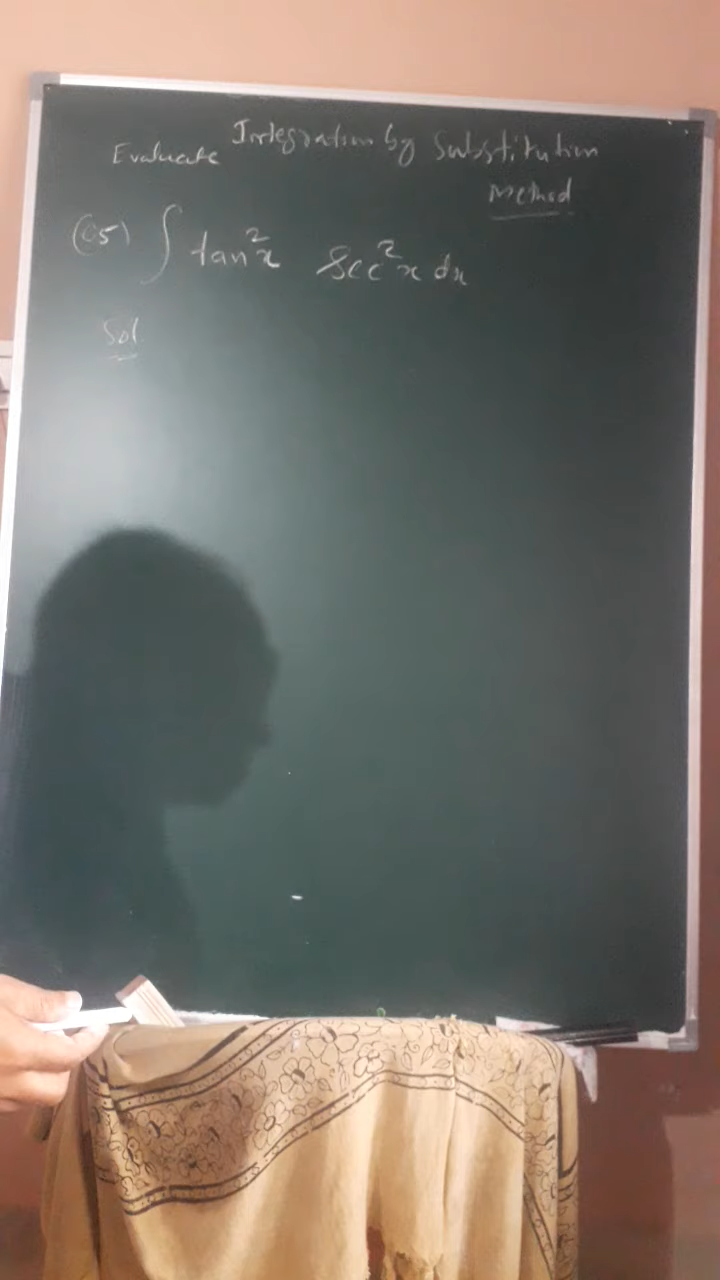 Integration by Substitution
Evaluate Method
(Q5) ∫ tan²x sec²x dx
Sol